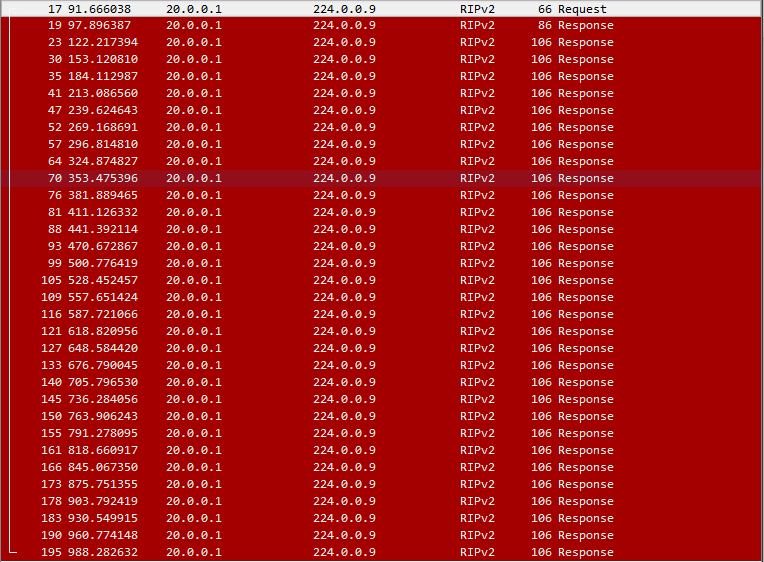 17 91.666038 20.0.0.1 224.0.0.9 RIPv2 66 Request
19 97.896387 20.0.0.1 224.0.0.9 RIPv2 86 Response
23 122.217394 20.0.0.1 224.0.0.9 RIPv2 106 Response
30 153.120810 20.0.0.1 224.0.0.9 RIPv2 106 Response
35 184.112987 20.0.0.1 224.0.0.9 RIPv2 106 Response
41 213.086560 20.0.0.1 224.0.0.9 RIPv2 106 Response
47 239.624643 20.0.0.1 224.0.0.9 RIPv2 106 Response
52 269.168691 20.0.0.1 224.0.0.9 RIPv2 106 Response
57 296.814810 20.0.0.1 224.0.0.9 RIPv2 106 Response
64 324.874827 20.0.0.1 224.0.0.9 RIPv2 106 Response
70 353.475396 20.0.0.1 224.0.0.9 RIPv2 106 Response
76 381.889465 20.0.0.1 224.0.0.9 RIPv2 106 Response
81 411.126332 20.0.0.1 224.0.0.9 RIPv2 106 Response
88 441.392114 20.0.0.1 224.0.0.9 RIPv2 106 Response
93 470.672867 20.0.0.1 224.0.0.9 RIPv2 106 Response
99 500.776419 20.0.0.1 224.0.0.9 RIPv2 106 Response
105 528.452457 20.0.0.1 224.0.0.9 RIPv2 106 Response
109 557.651424 20.0.0.1 224.0.0.9 RIPv2 106 Response
116 587.721066 20.0.0.1 224.0.0.9 RIPv2 106 Response
121 618.820956 20.0.0.1 224.0.0.9 RIPv2 106 Response
127 648.584420 20.0.0.1 224.0.0.9 RIPv2 106 Response
133 676.790045 20.0.0.1 224.0.0.9 RIPv2 106 Response
140 705.796530 20.0.0.1 224.0.0.9 RIPv2 106 Response
145 736.284056 20.0.0.1 224.0.0.9 RIPv2 106 Response
150 763.906243 20.0.0.1 224.0.0.9 RIPv2 106 Response
155 791.278095 20.0.0.1 224.0.0.9 RIPv2 106 Response
161 818.660917 20.0.0.1 224.0.0.9 RIPv2 106 Response
166 845.067350 20.0.0.1 224.0.0.9 RIPv2 106 Response
173 875.751355 20.0.0.1 224.0.0.9 RIPv2 106 Response
178 903.792419 20.0.0.1 224.0.0.9 RIPv2 106 Response
183 930.549915 20.0.0.1 224.0.0.9 RIPv2 106 Response
190 960.774148 20.0.0.1 224.0.0.9 RIPv2 106 Response
195 988.282632 20.0.0.1 224.0.0.9 RIPv2 106 Response